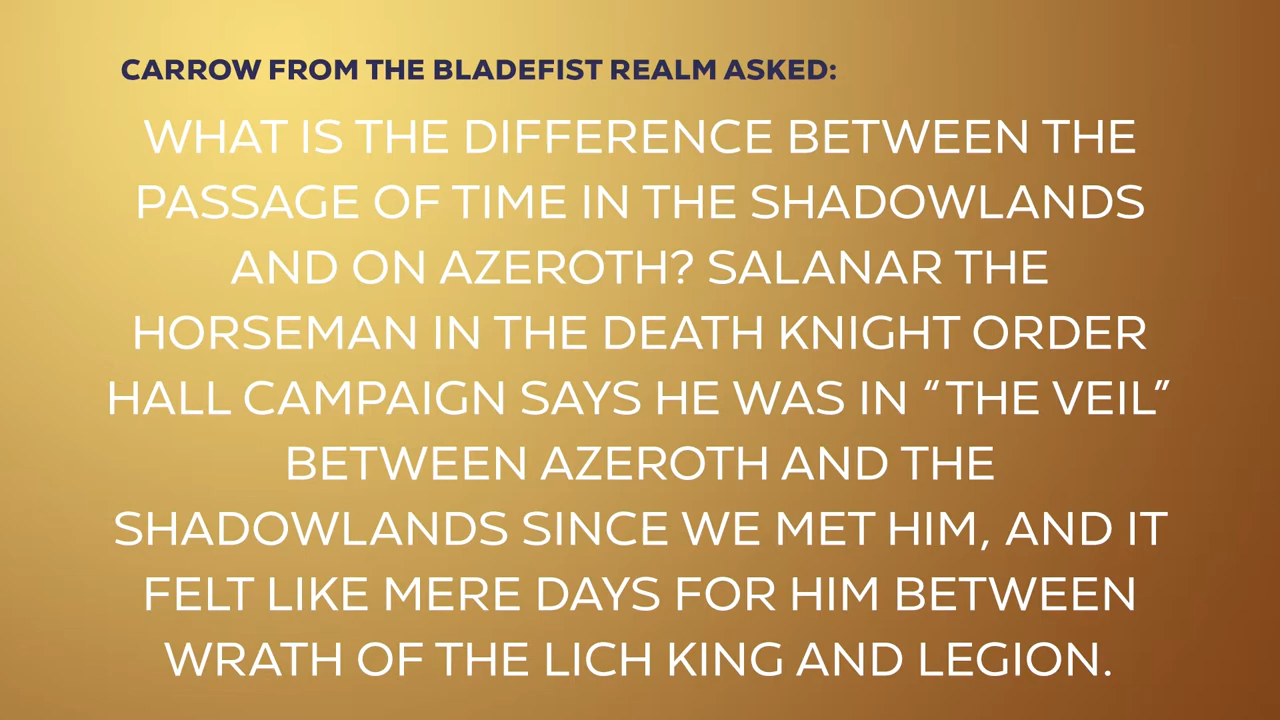 CARROW FROM THE BLADEFIST REALM ASKED:
WHAT IS THE DIFFERENCE BETWEEN THE
PASSAGE OF TIME IN THE SHADOWLANDS
AND ON AZEROTH? SALANAR THE
HORSEMAN IN THE DEATH KNIGHT ORDER
HALL CAMPAIGN SAYS HE WAS IN “THE VEIL”
BETWEEN AZEROTH AND THE
SHADOWLANDS SINCE WE MET HIM, AND IT
FELT LIKE MERE DAYS FOR HIM BETWEEN
WRATH OF THE LICH KING AND LEGION.